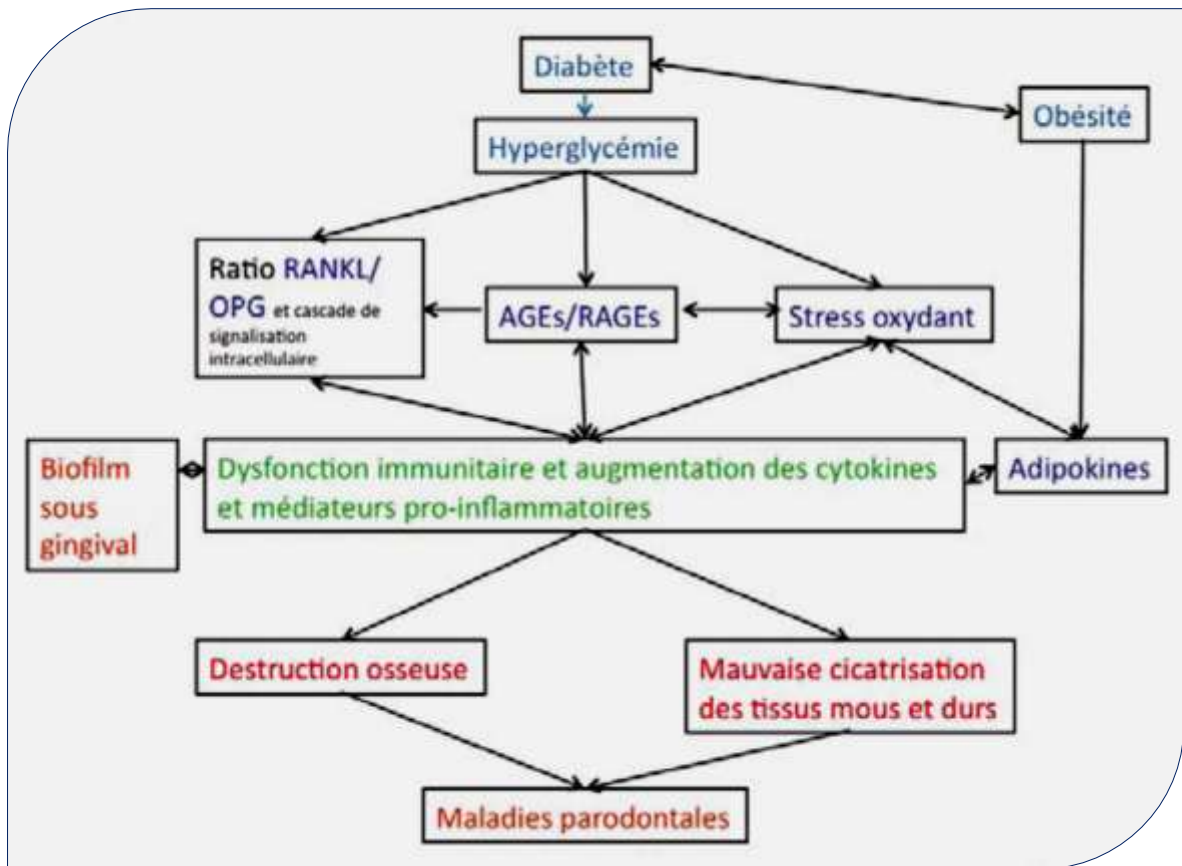 Diabète
Obésité
Hyperglycémie
Ratio RANKL/
OPG et cascade de
signalisation
intracellulaire
AGEs/RAGEs
Stress oxydant
Biofilm
sous
gingival
Dysfonction immunitaire et augmentation des cytokines
et médiateurs pro-inflammatoires
Adipokines
Destruction osseuse
Mauvaise cicatrisation
des tissus mous et durs
Maladies parodontales